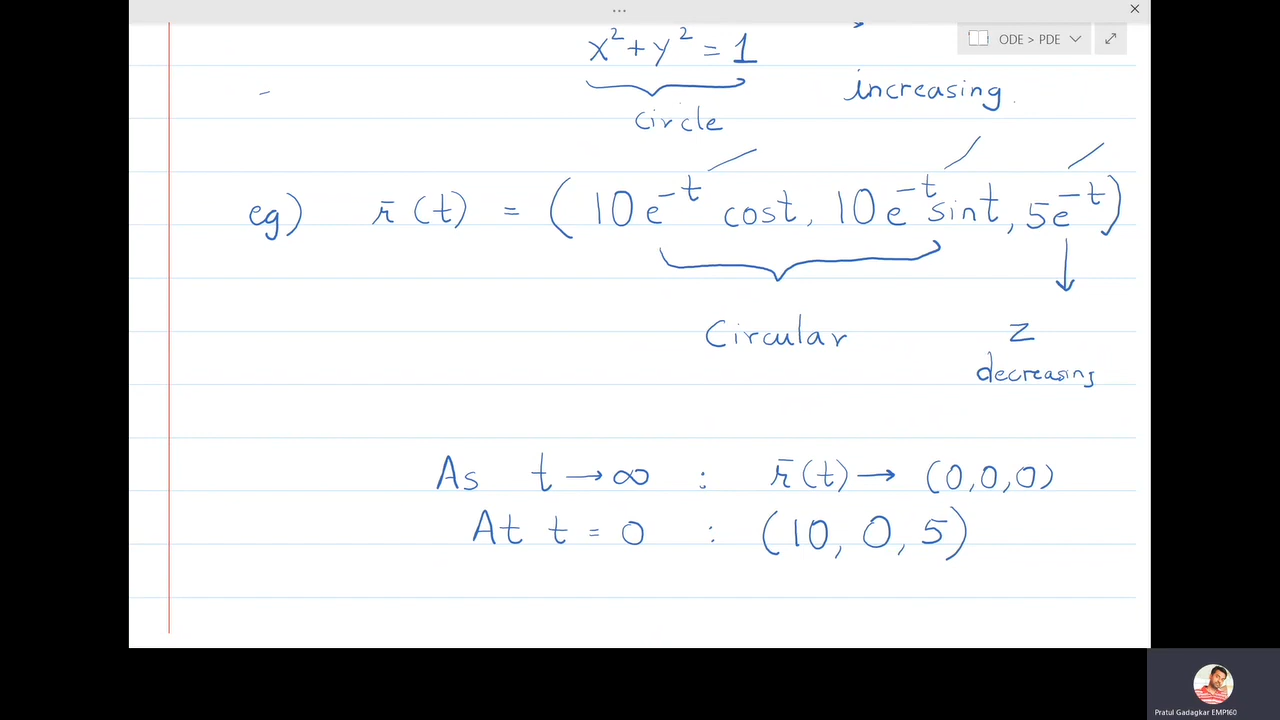 ...
ODE > PDE
x² + y² = 1
increasing
circle
eg) r̄(t) = (10e^{-t} cost, 10e^{-t} sint, 5e^{-t})
Circular
z
decreasing
As t → ∞ : r̄(t) → (0,0,0)
At t = 0 : (10, 0, 5)
Pratul Gadagkar EMP160